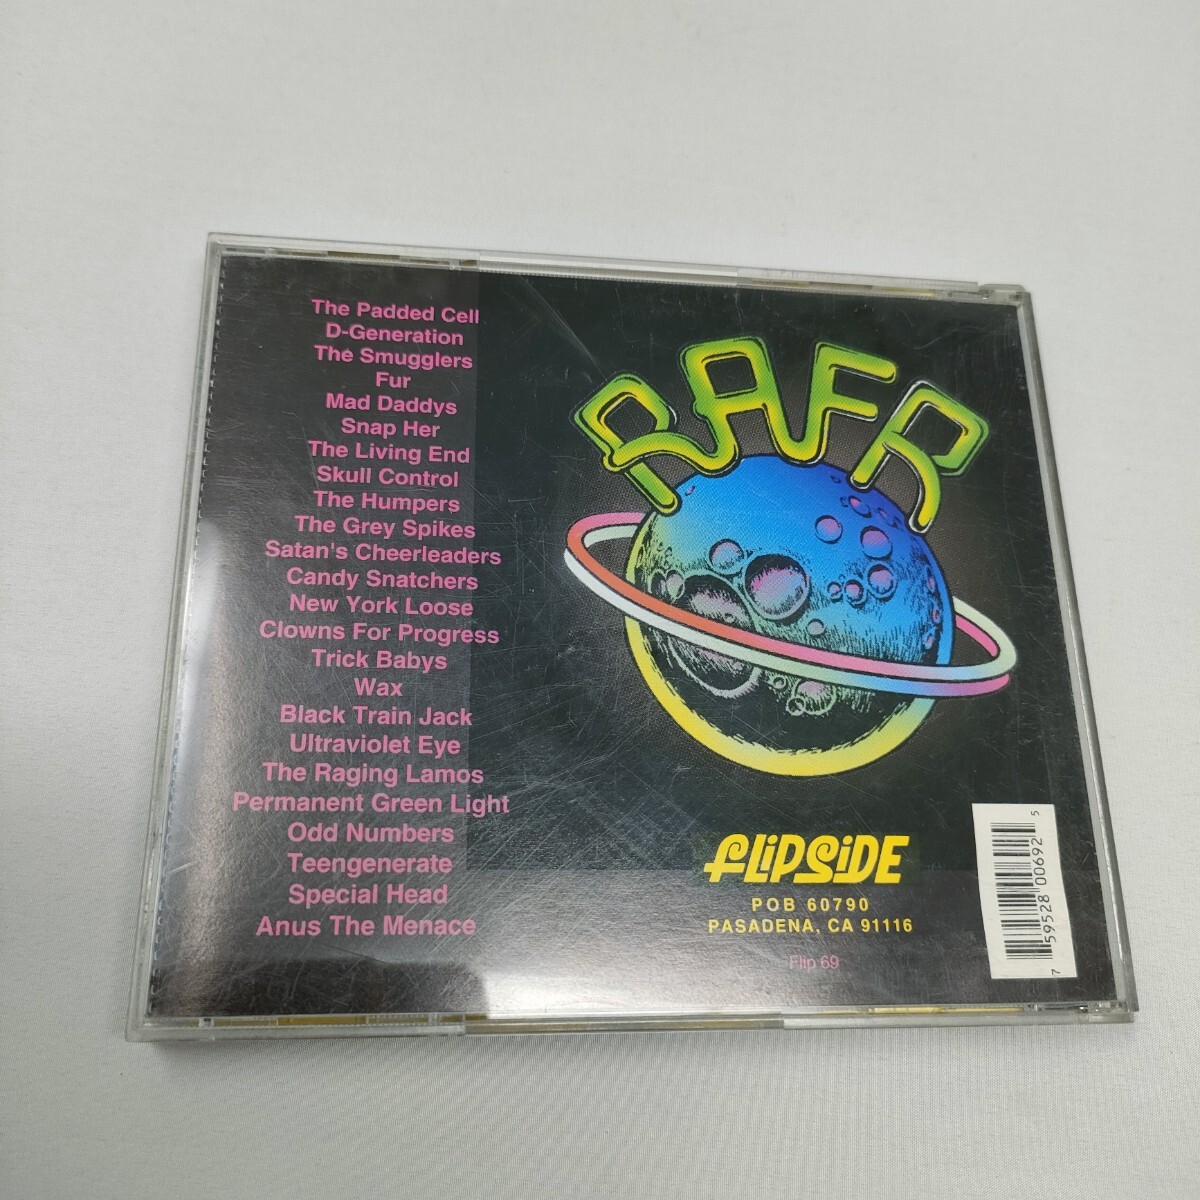 The Padded Cell
D-Generation
The Smugglers
Fur
Mad Daddys
Snap Her
The Living End
Skull Control
The Humpers
The Grey Spikes
Satan's Cheerleaders
Candy Snatchers
New York Loose
Clowns For Progress
Trick Babys
Wax
Black Train Jack
Ultraviolet Eye
The Raging Lamos
Permanent Green Light
Odd Numbers
Teengenerate
Special Head
Anus The Menace
RAFR
FLiPSiDE
POB 60790
PASADENA, CA 91116
Flip 69
7 59528 00692 5